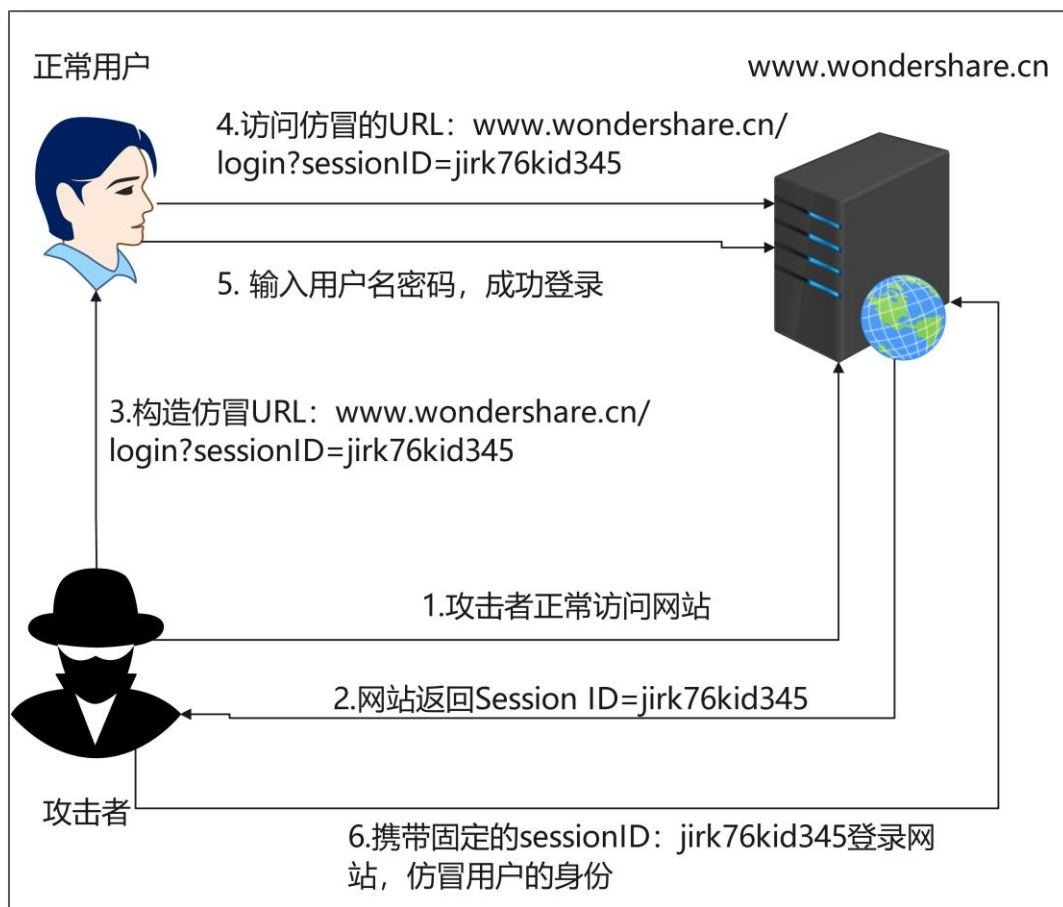 正常用户
www.wondershare.cn
4.访问仿冒的URL：www.wondershare.cn/
login?sessionID=jirk76kid345
5. 输入用户名密码，成功登录
3.构造仿冒URL：www.wondershare.cn/
login?sessionID=jirk76kid345
1.攻击者正常访问网站
2.网站返回Session ID=jirk76kid345
攻击者
6.携带固定的sessionID：jirk76kid345登录网
站，仿冒用户的身份